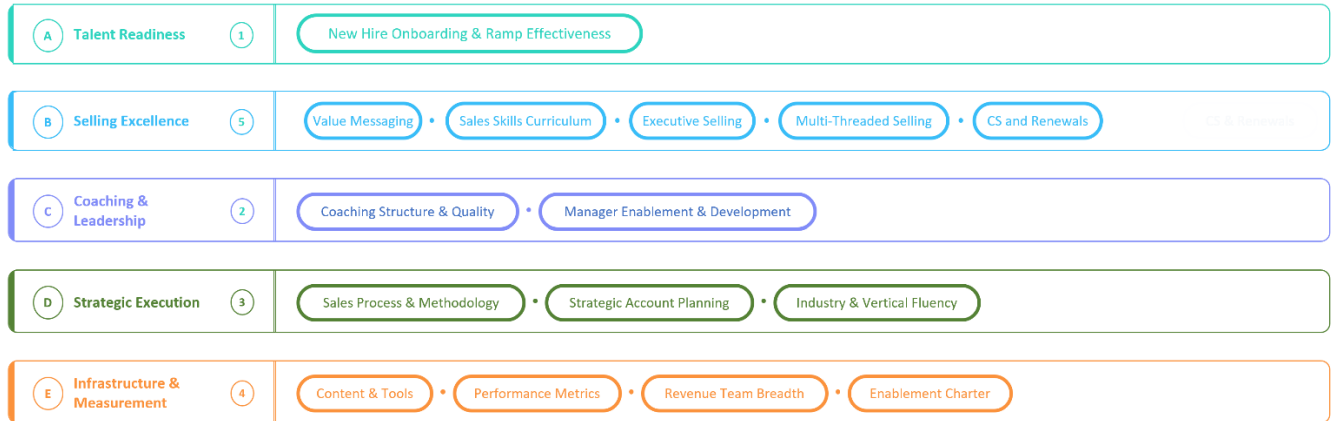 A Talent Readiness 1 New Hire Onboarding & Ramp Effectiveness
B Selling Excellence 5 Value Messaging • Sales Skills Curriculum • Executive Selling • Multi-Threaded Selling • CS and Renewals CS & Renewals
C Coaching &
Leadership 2 Coaching Structure & Quality • Manager Enablement & Development
D Strategic Execution 3 Sales Process & Methodology • Strategic Account Planning • Industry & Vertical Fluency
E Infrastructure &
Measurement 4 Content & Tools • Performance Metrics • Revenue Team Breadth • Enablement Charter